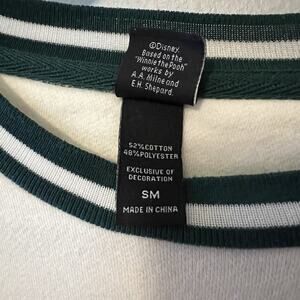 ©Disney.
Based on the
"Winnie the Pooh"
works by
A.A. Milne and
E.H. Shepard.
52%COTTON
48%POLYESTER
EXCLUSIVE OF
DECORATION
SM
MADE IN CHINA